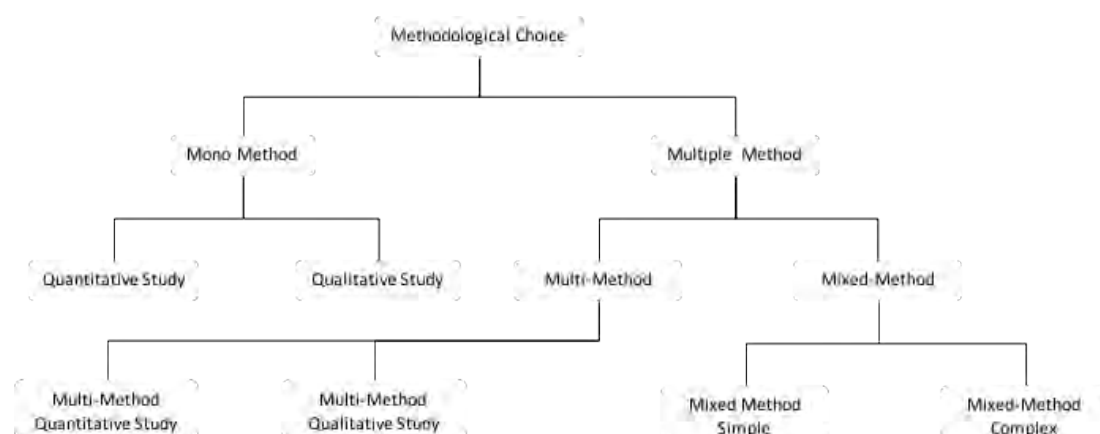 Methodological Choice
Mono Method
Multiple Method
Quantitative Study
Qualitative Study
Multi-Method
Mixed-Method
Multi-Method
Quantitative Study
Multi-Method
Qualitative Study
Mixed Method
Simple
Mixed-Method
Complex